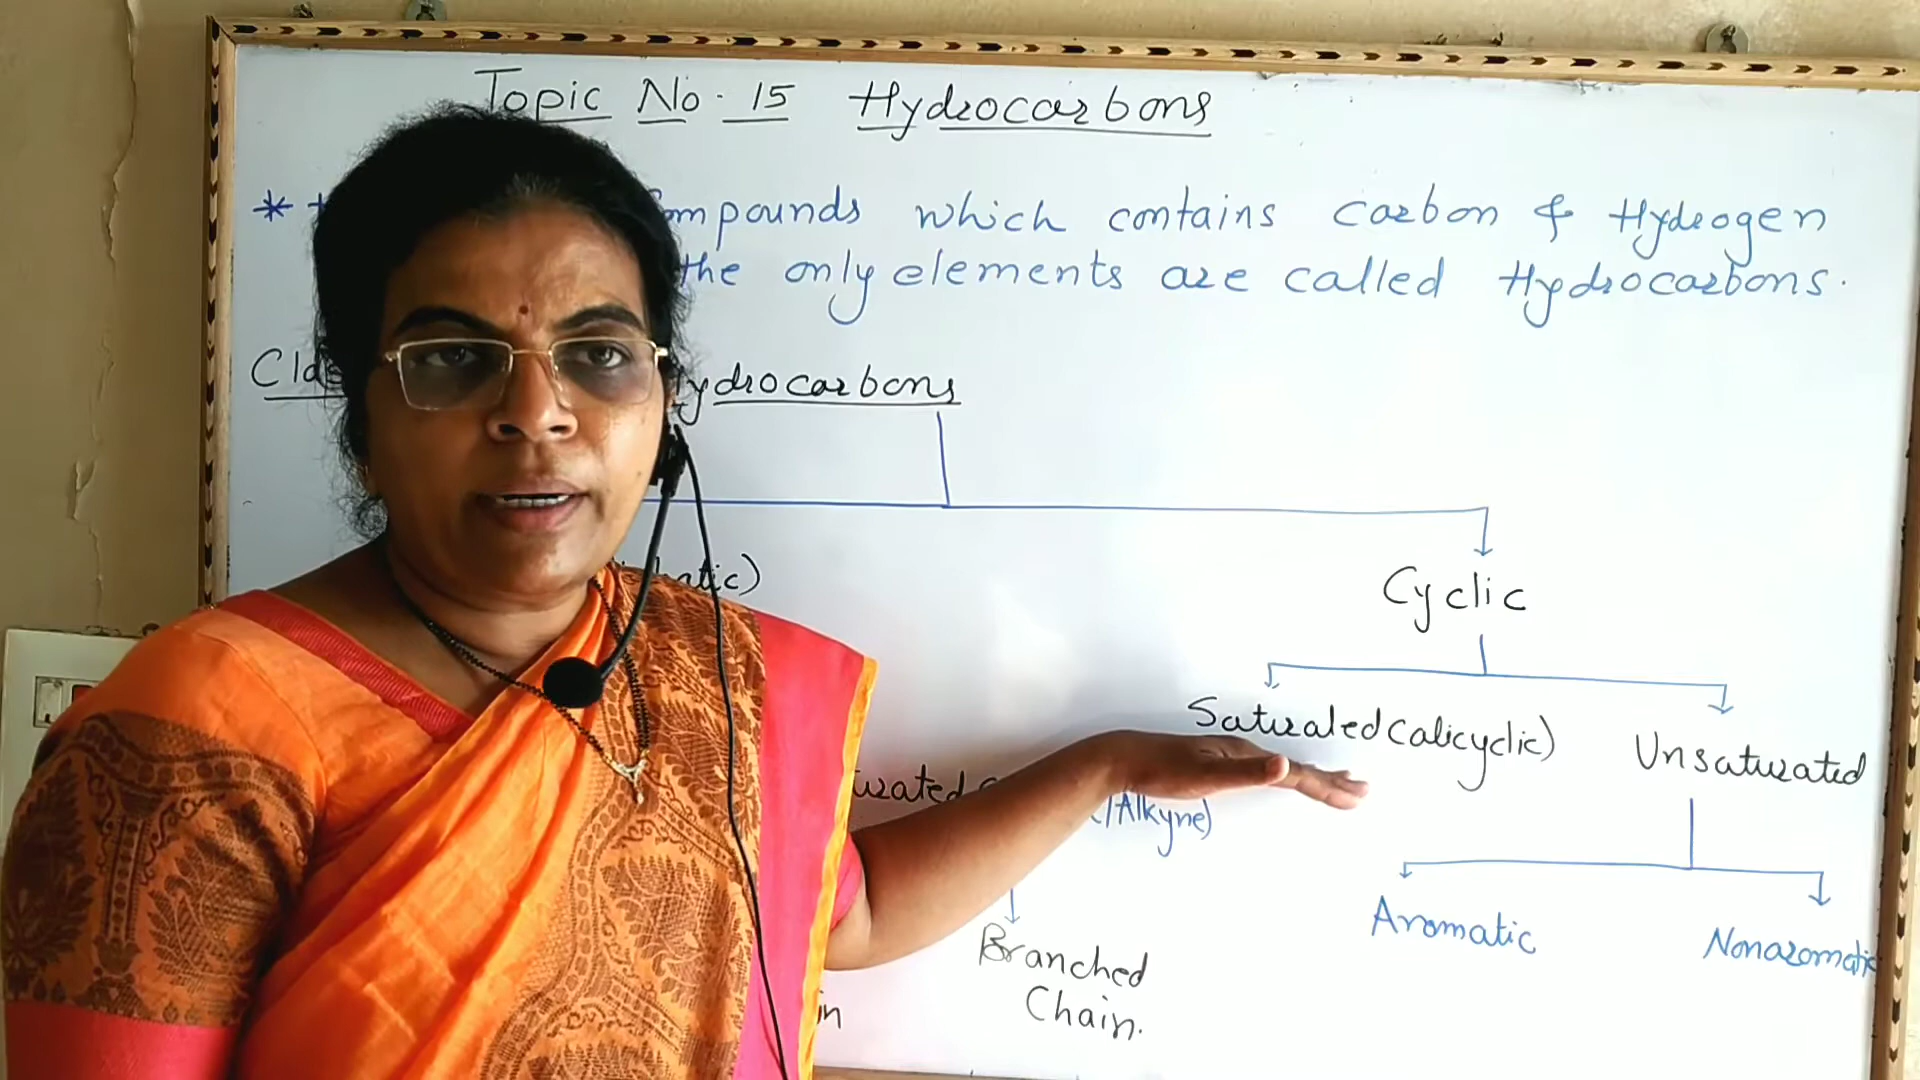 Topic No. 15 Hydrocarbons
* compounds which contains carbon & Hydrogen
the only elements are called Hydrocarbons.
Hydrocarbons
Cyclic
Saturated (alicyclic)
Unsaturated
/Alkyne)
Aromatic
Nonaromatic
Branched
Chain.